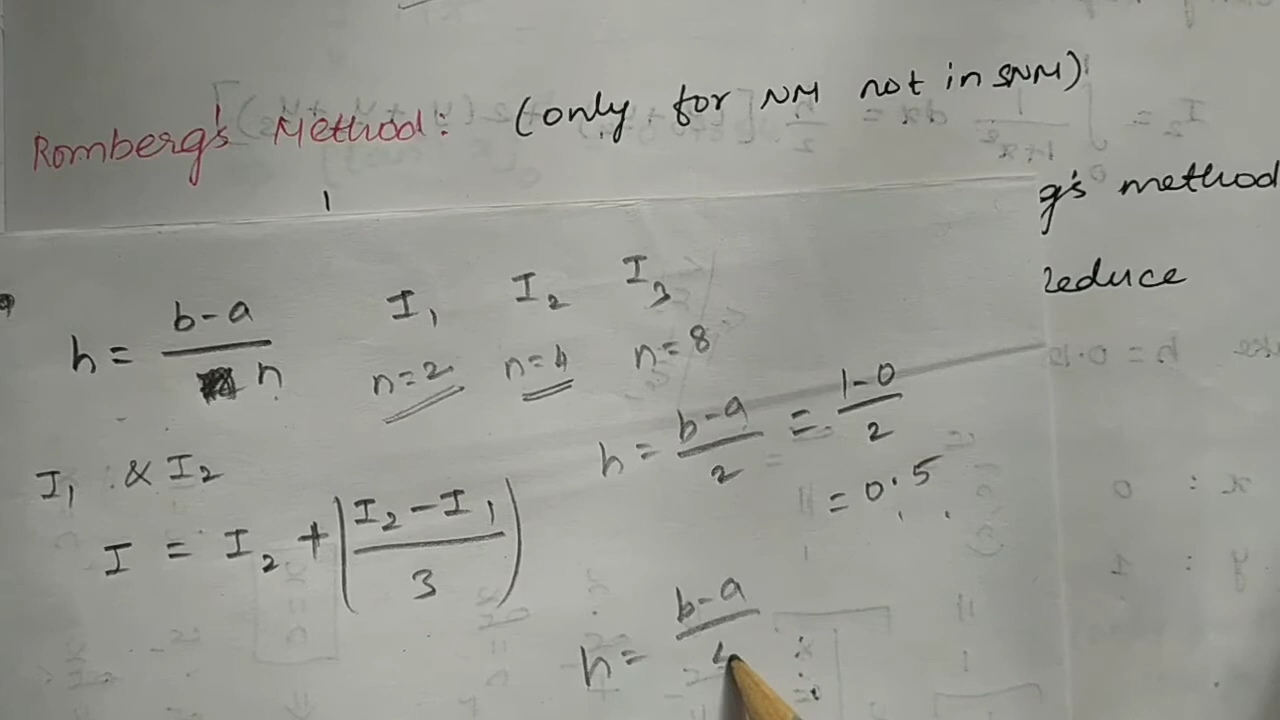 Romberg's Method: (only for NM not in SNM)
g's method
reduce
h = b-a / n I₁ I₂ I₃
n=2 n=4 n=8
h = b-a / 2 = 1-0 / 2
= 0.5
I₁ & I₂
I = I₂ + (I₂ - I₁ / 3)
h = b-a / 4